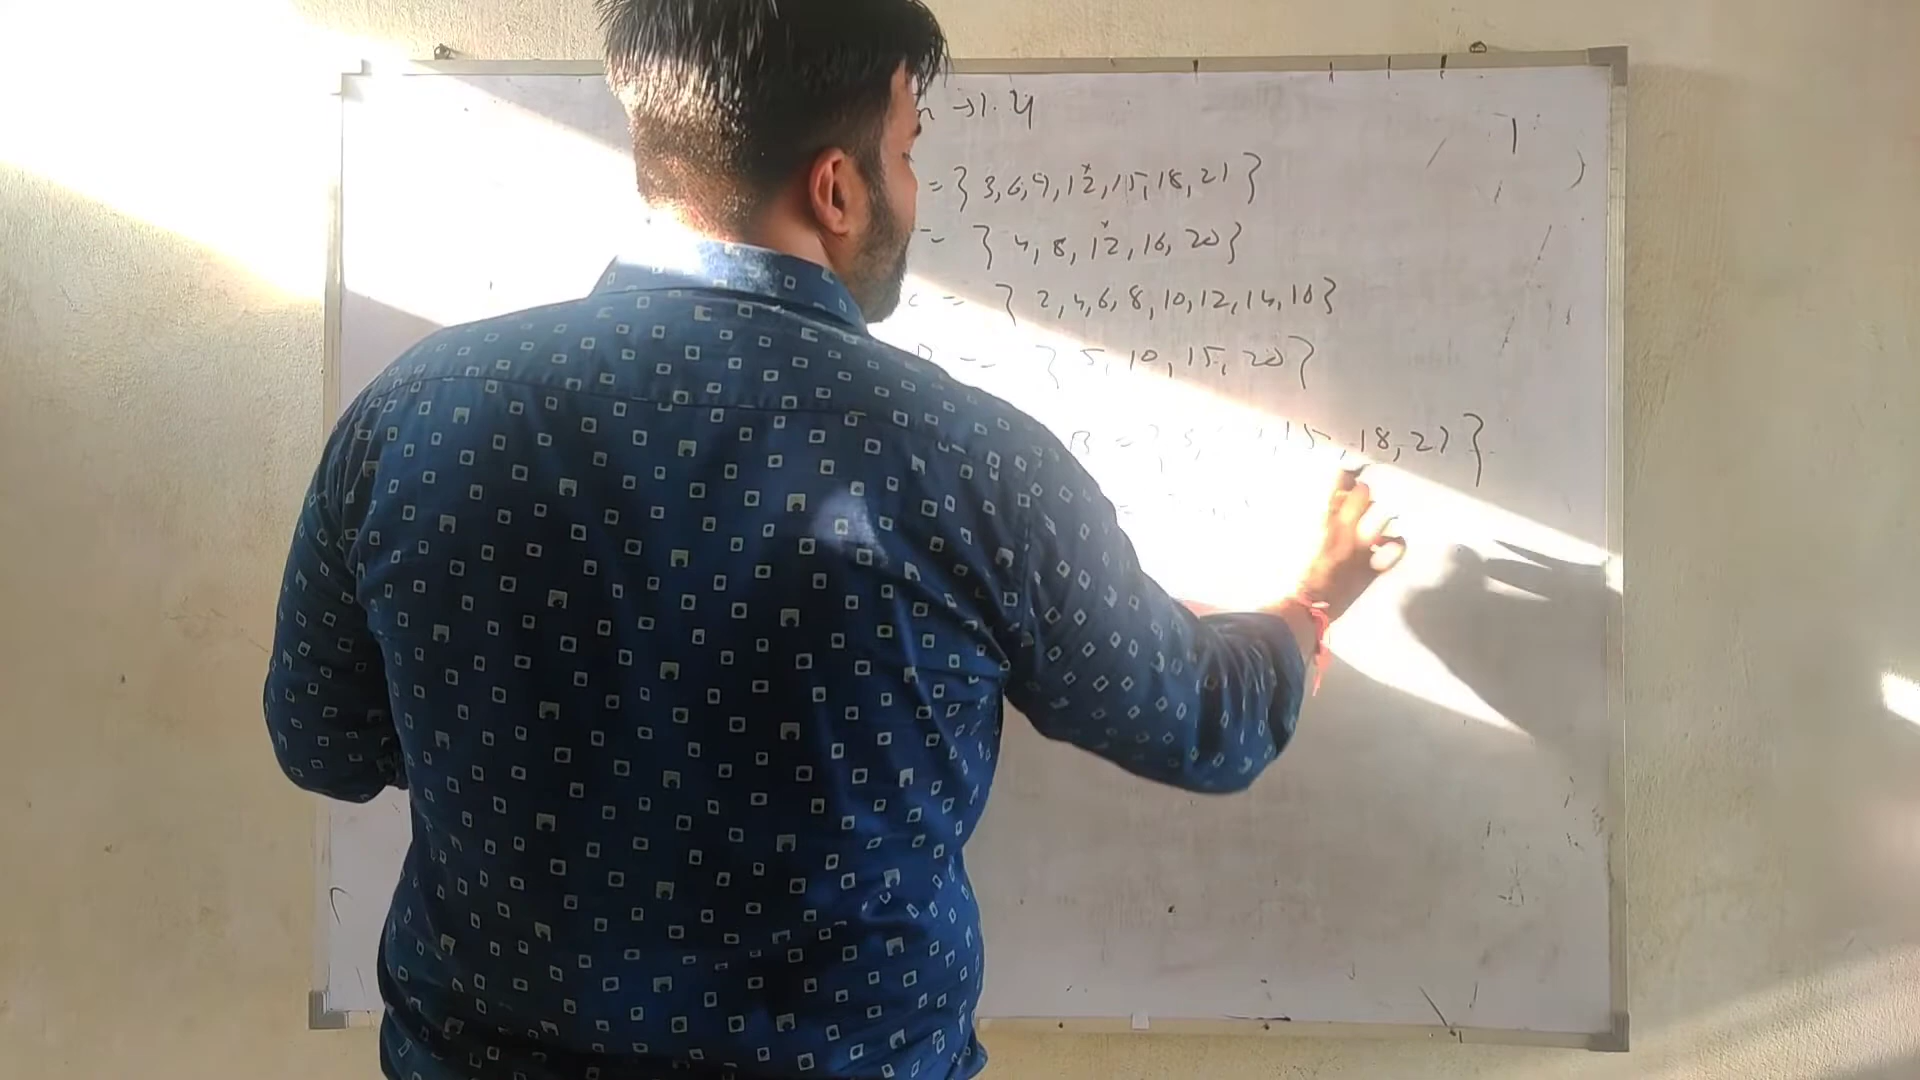 →1.4
= {3,6,9,12,15,18,21}
= {4,8,12,16,20}
C = {2,4,6,8,10,12,14,16}
= {5,10,15,20}
B = {3, 15, 18, 21}